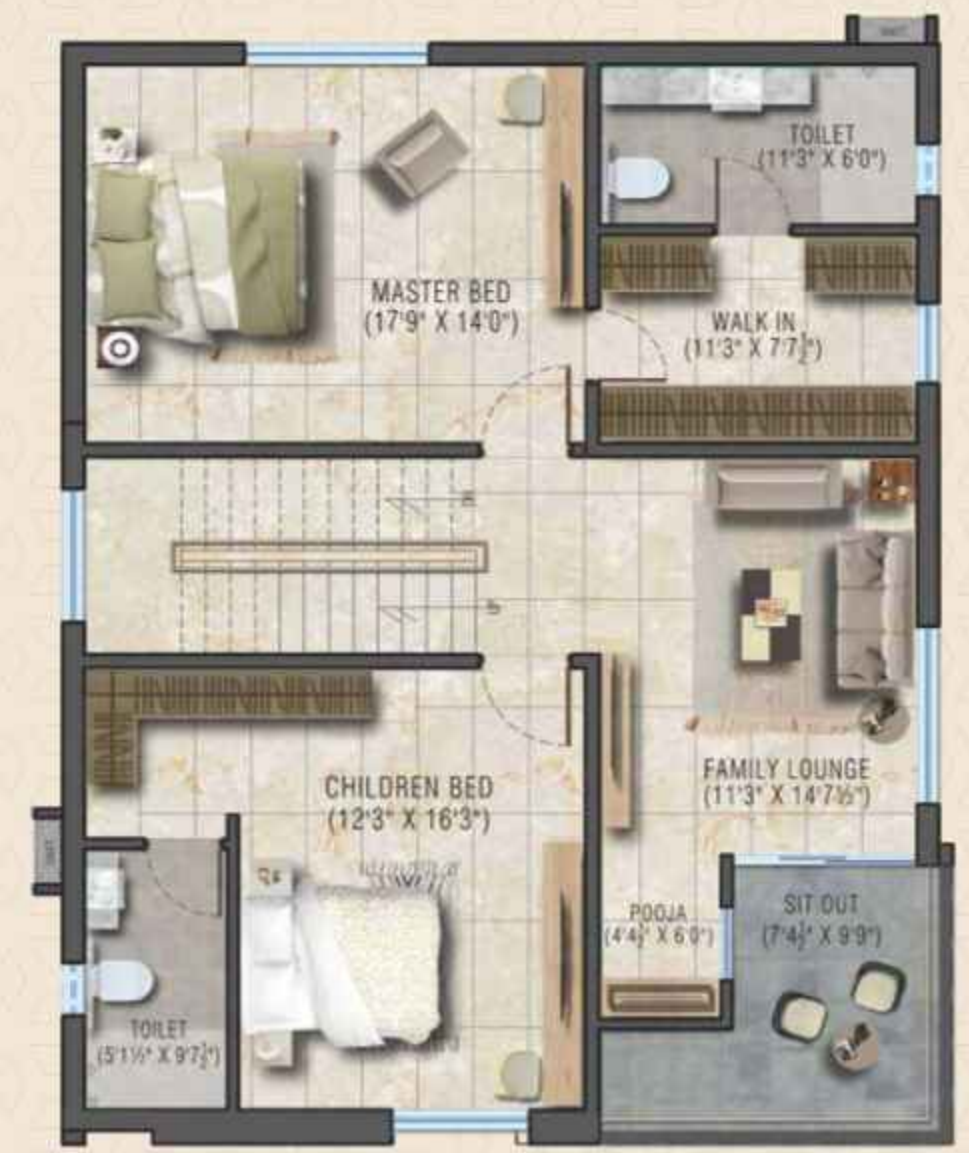 TOILET
(11'3" X 6'0")
MASTER BED
(17'9" X 14'0")
WALK IN
(11'3" X 7'7½")
UP
CHILDREN BED
(12'3" X 16'3")
FAMILY LOUNGE
(11'3" X 14'7½")
POOJA
(4'4½" X 6'0")
SIT OUT
(7'4½" X 9'9")
TOILET
(5'1½" X 9'7½")